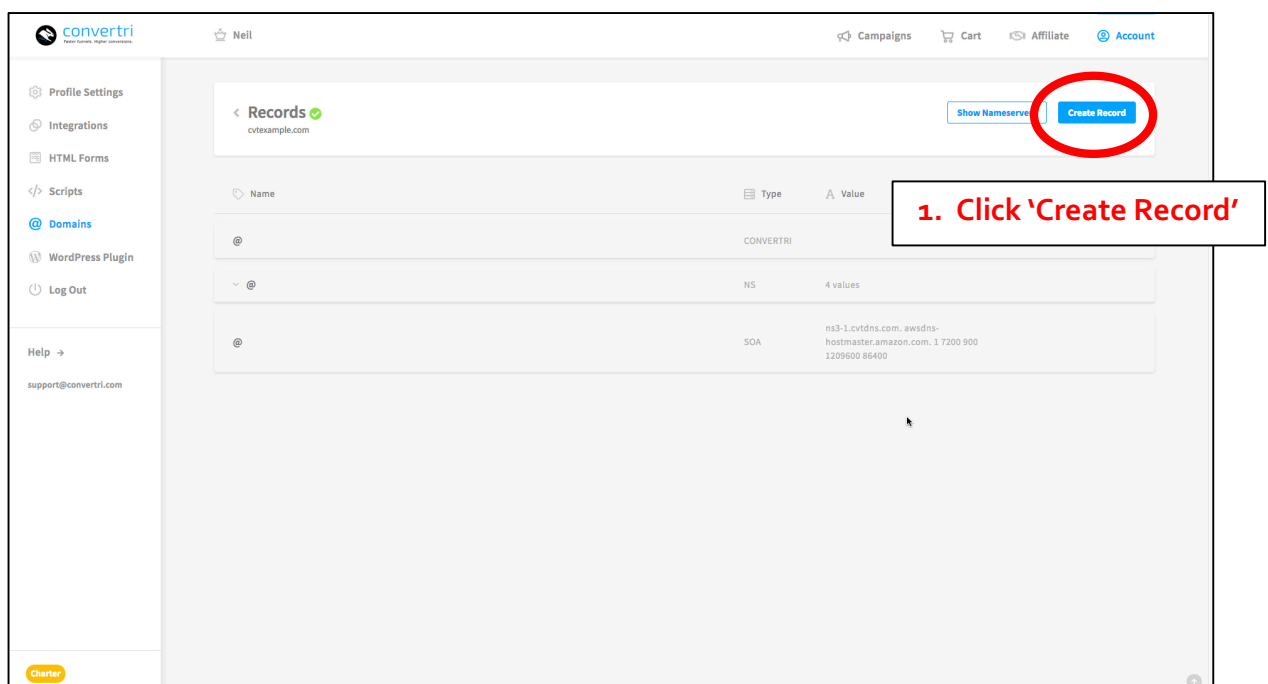 convertri
Faster funnels. Higher conversions.
Neil
Campaigns
Cart
Affiliate
Account
Profile Settings
Integrations
HTML Forms
</> Scripts
@ Domains
WordPress Plugin
Log Out
Help →
support@convertri.com
Charter
< Records
cvtexample.com
Show Nameserve
Create Record
Name
Type
A Value
1. Click ‘Create Record’
@
CONVERTRI
@
NS
4 values
@
SOA
ns3-1.cvtdns.com. awsdns-
hostmaster.amazon.com. 1 7200 900
1209600 86400